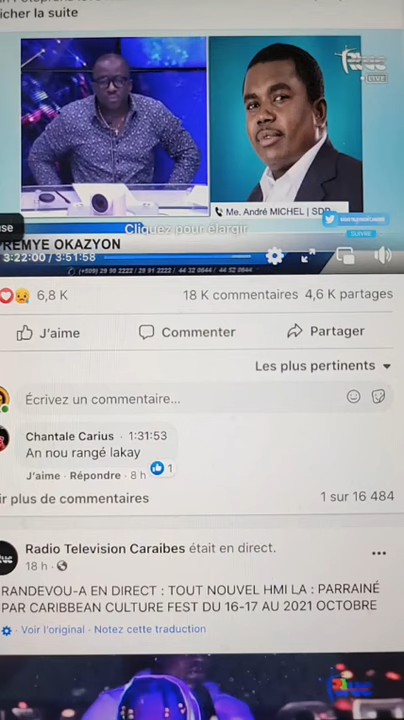 icher la suite
LIVE
Me. André MICHEL | SDP
Cliquez pour élargir
SUIVRE
PREMYE OKAZYON
3:22:00 / 3:51:58
6,8 K
18 K commentaires 4,6 K partages
J'aime
Commenter
Partager
Les plus pertinents
Écrivez un commentaire...
Chantale Carius · 1:31:53
An nou rangé lakay
J'aime · Répondre · 8 h
1
ir plus de commentaires
1 sur 16 484
Radio Television Caraibes était en direct.
18 h ·
RANDEVOU-A EN DIRECT : TOUT NOUVEL HMI LA : PARRAINÉ
PAR CARIBBEAN CULTURE FEST DU 16-17 AU 2021 OCTOBRE
· Voir l'original · Notez cette traduction